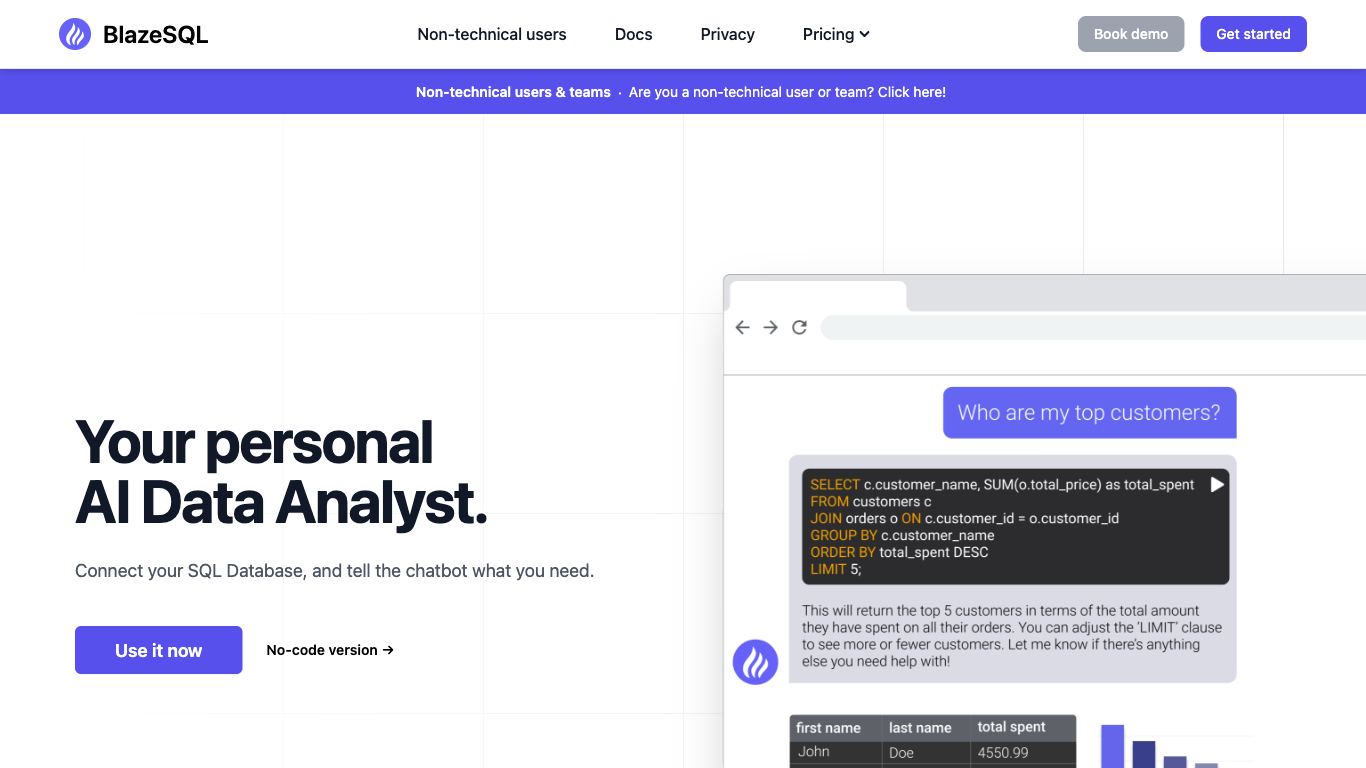 BlazeSQL
Non-technical users
Docs
Privacy
Pricing
Book demo
Get started
Non-technical users & teams · Are you a non-technical user or team? Click here!
Your personal
AI Data Analyst.
Connect your SQL Database, and tell the chatbot what you need.
Use it now
No-code version →
Who are my top customers?
SELECT c.customer_name, SUM(o.total_price) as total_spent
FROM customers c
JOIN orders o ON c.customer_id = o.customer_id
GROUP BY c.customer_name
ORDER BY total_spent DESC
LIMIT 5;
This will return the top 5 customers in terms of the total amount
they have spent on all their orders. You can adjust the 'LIMIT' clause
to see more or fewer customers. Let me know if there's anything
else you need help with!
first name last name total spent
John Doe 4550.99